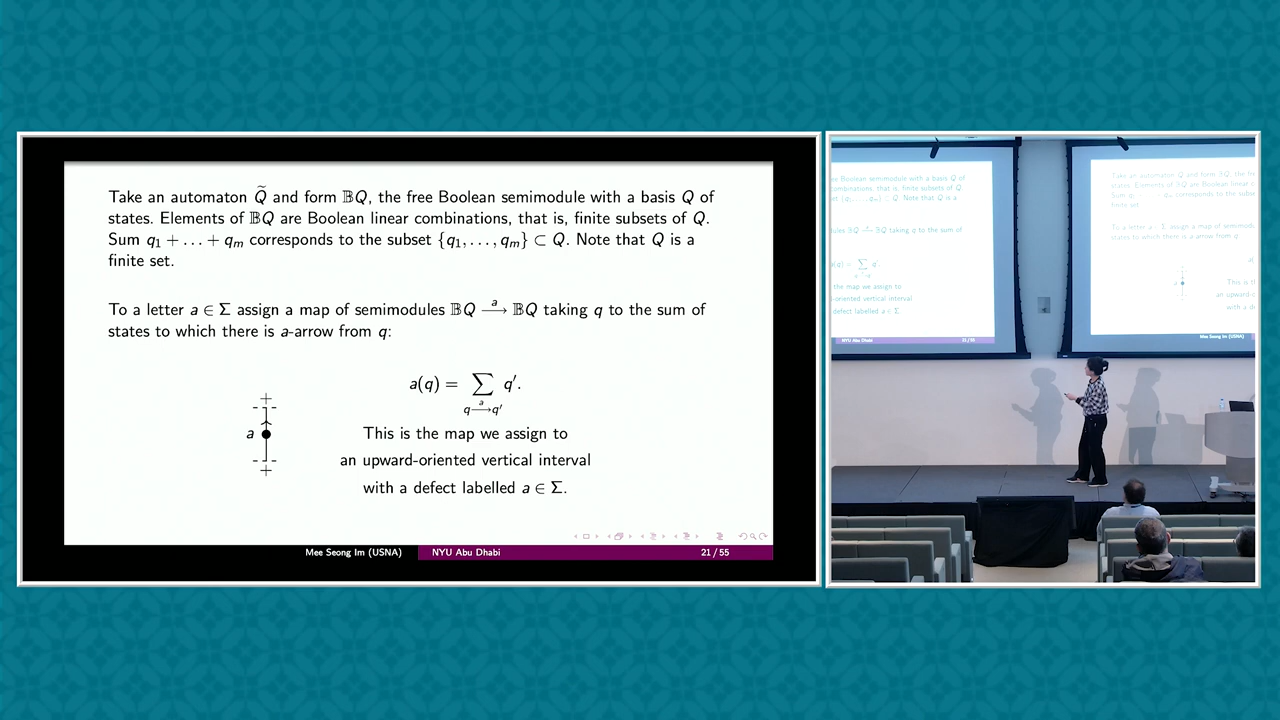 Take an automaton Q̃ and form 𝔹Q, the free Boolean semimodule with a basis Q of
states. Elements of 𝔹Q are Boolean linear combinations, that is, finite subsets of Q.
Sum q₁ + … + qₘ corresponds to the subset {q₁, …, qₘ} ⊂ Q. Note that Q is a
finite set.
To a letter a ∈ Σ assign a map of semimodules 𝔹Q —a→ 𝔹Q taking q to the sum of
states to which there is a-arrow from q:
a(q) = ∑ q′.
q —a→ q′
+
a
+
This is the map we assign to
an upward-oriented vertical interval
with a defect labelled a ∈ Σ.
Mee Seong Im (USNA) NYU Abu Dhabi 21 / 55